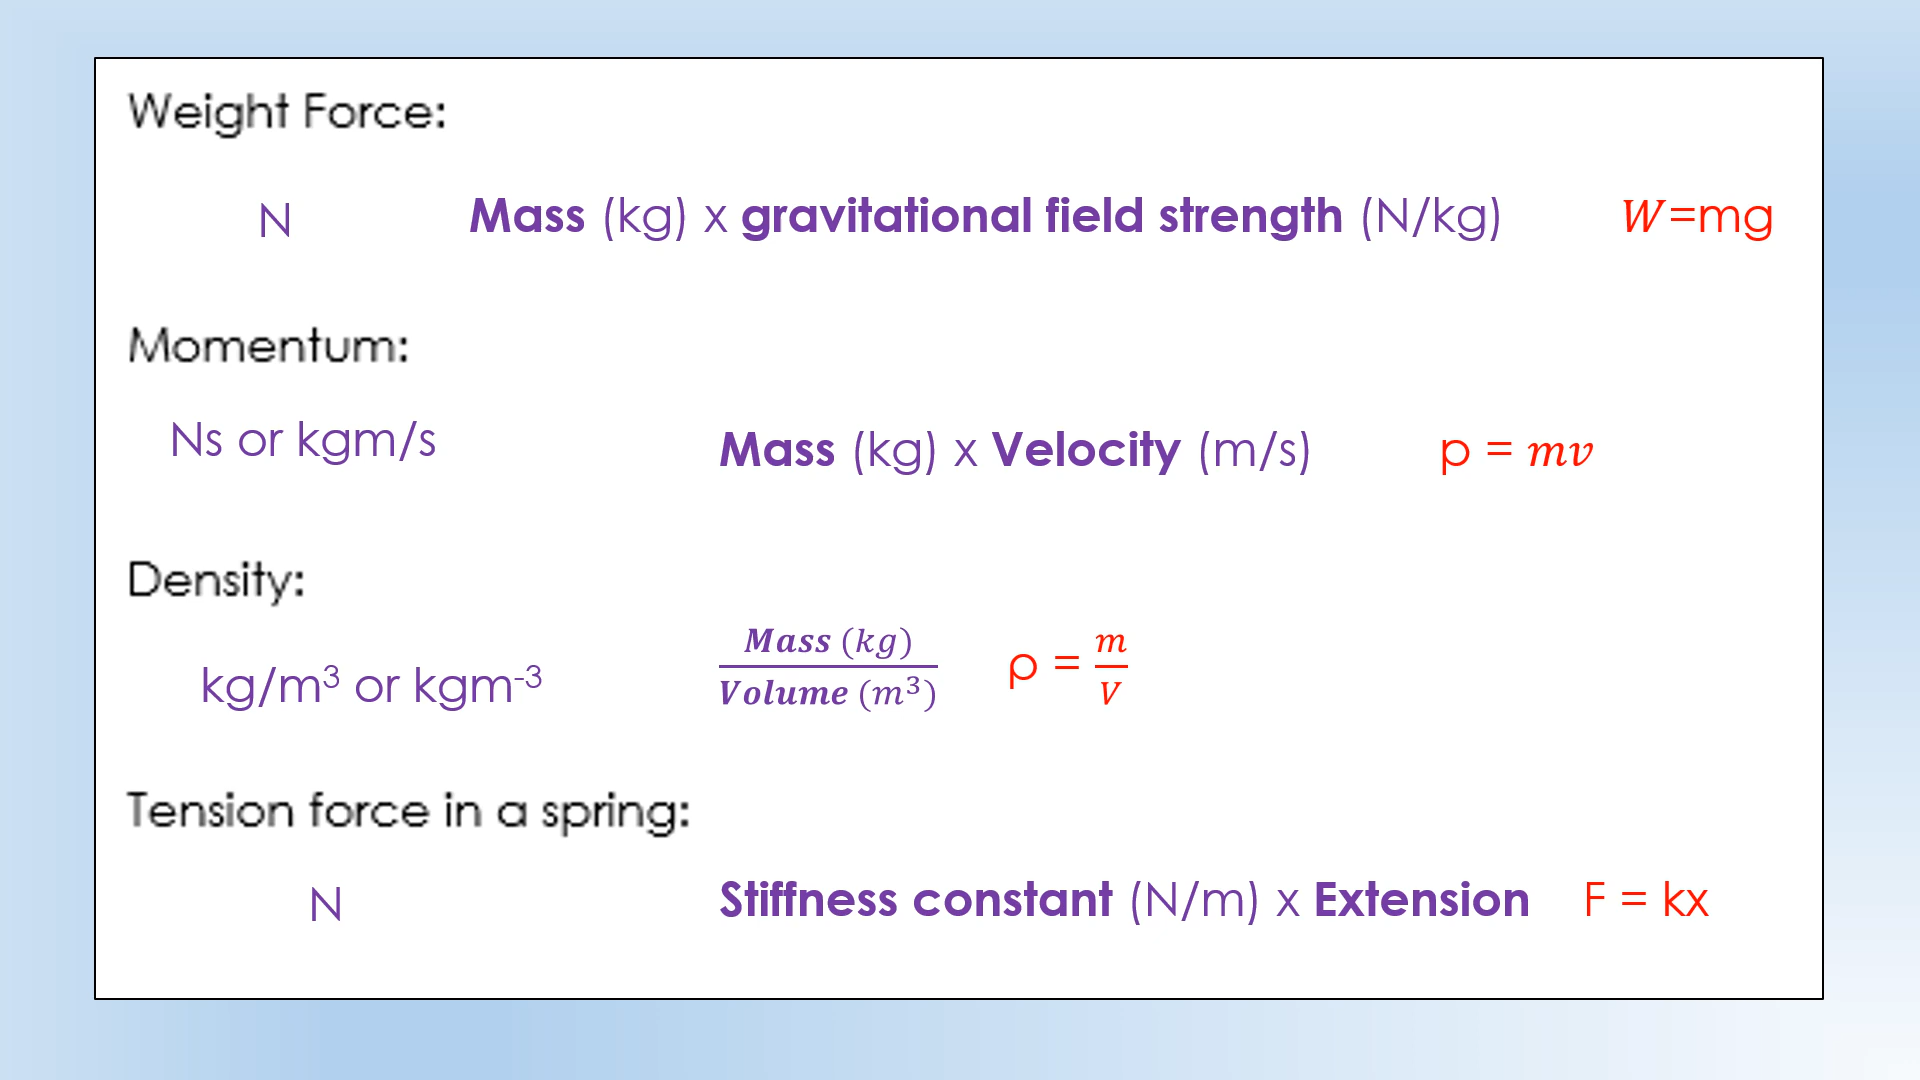 Weight Force:
N Mass (kg) x gravitational field strength (N/kg) W=mg
Momentum:
Ns or kgm/s Mass (kg) x Velocity (m/s) p = mv
Density:
kg/m³ or kgm⁻³ Mass (kg) / Volume (m³) ρ = m/V
Tension force in a spring:
N Stiffness constant (N/m) x Extension F = kx